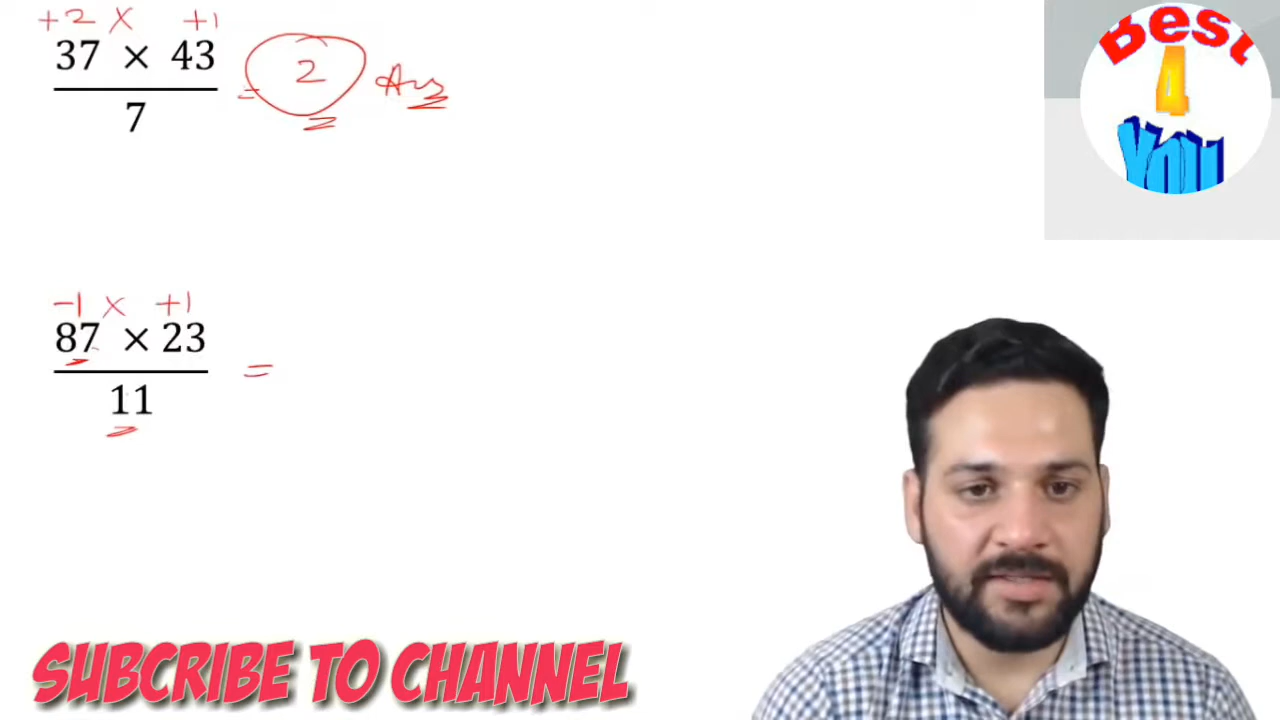 +2 × +1
37 × 43
7
= 2 Ans
Best
4
YOU
-1 × +1
87 × 23
11
=
SUBCRIBE TO CHANNEL